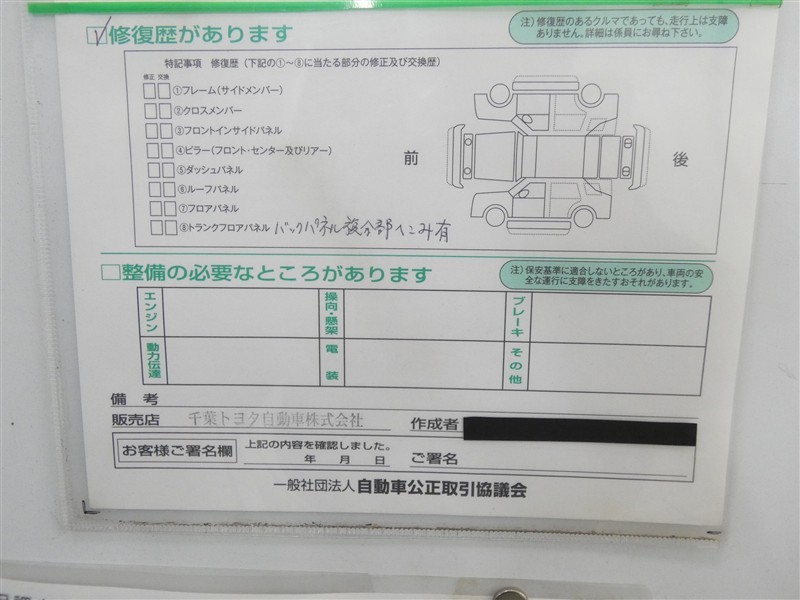 修復歴があります
注）修復歴のあるクルマであっても、走行上は支障
ありません。詳細は係員にお尋ね下さい。
特記事項 修復歴（下記の①〜⑧に当たる部分の修正及び交換歴）
修正 交換
①フレーム（サイドメンバー）
②クロスメンバー
③フロントインサイドパネル
④ピラー（フロント・センター及びリアー）
⑤ダッシュパネル
⑥ルーフパネル
⑦フロアパネル
⑧トランクフロアパネル バックパネル 部へこみ有
前
後
整備の必要なところがあります
注）保安基準に適合しないところがあり、車両の安
全な運行に支障をきたすおそれがあります。
エンジン
操向・懸架
ブレーキ
動力伝達
電装
その他
備考
販売店 千葉トヨタ自動車株式会社 作成者
お客様ご署名欄
上記の内容を確認しました。
年 月 日 ご署名
一般社団法人 自動車公正取引協議会